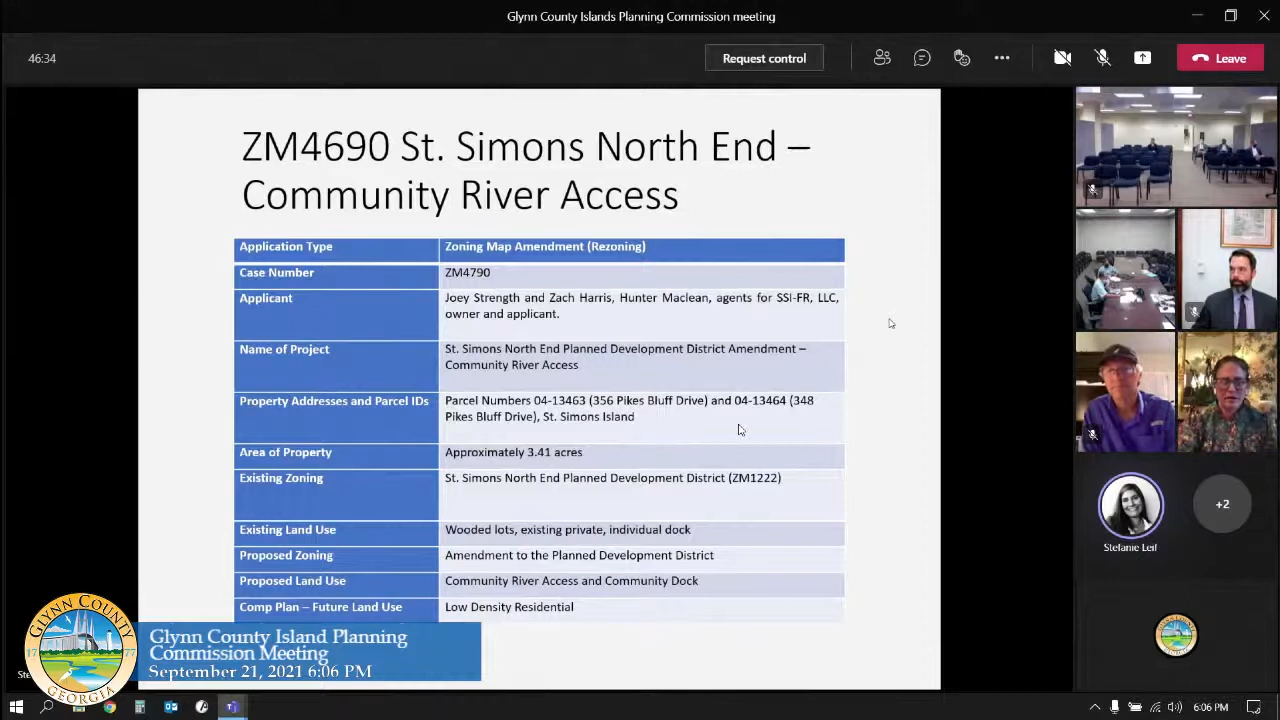 Glynn County Islands Planning Commission meeting
46:34
Request control
Leave
ZM4690 St. Simons North End –
Community River Access
Application Type Zoning Map Amendment (Rezoning)
Case Number ZM4790
Applicant Joey Strength and Zach Harris, Hunter Maclean, agents for SSI-FR, LLC,
owner and applicant.
Name of Project St. Simons North End Planned Development District Amendment –
Community River Access
Property Addresses and Parcel IDs Parcel Numbers 04-13463 (356 Pikes Bluff Drive) and 04-13464 (348
Pikes Bluff Drive), St. Simons Island
Area of Property Approximately 3.41 acres
Existing Zoning St. Simons North End Planned Development District (ZM1222)
Existing Land Use Wooded lots, existing private, individual dock
Proposed Zoning Amendment to the Planned Development District
Proposed Land Use Community River Access and Community Dock
Comp Plan – Future Land Use Low Density Residential
+2
Stefanie Leif
GLYNN COUNTY
1777
GEORGIA
Ste
Glynn County Island Planning
Commission Meeting
September 21, 2021 6:06 PM
6:06 PM